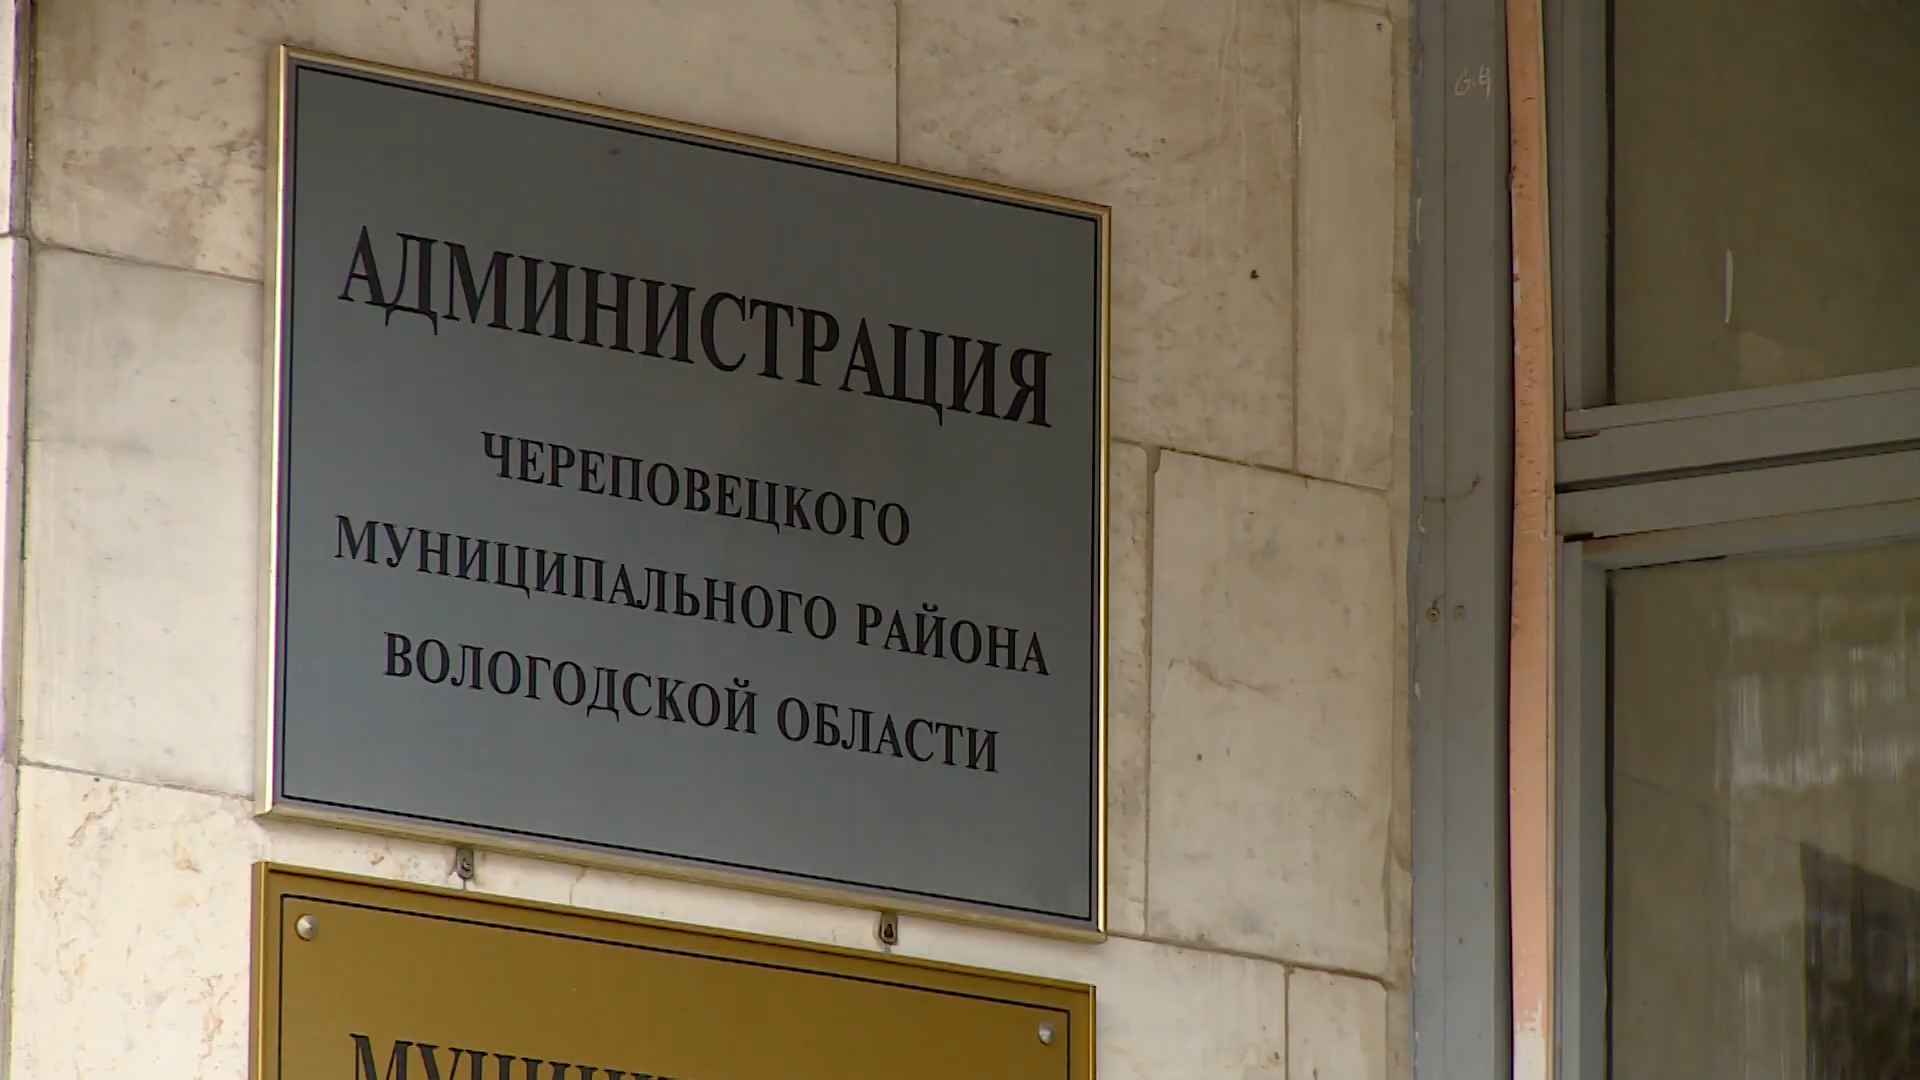 АДМИНИСТРАЦИЯ
ЧЕРЕПОВЕЦКОГО
МУНИЦИПАЛЬНОГО РАЙОНА
ВОЛОГОДСКОЙ ОБЛАСТИ